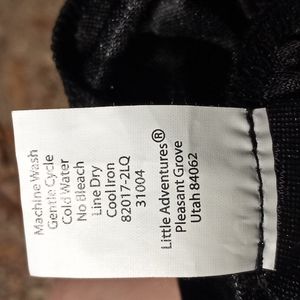 Machine Wash
Gentle Cycle
Cold Water
No Bleach
Line Dry
Cool Iron
82017-2LQ
31004
Little Adventures®
Pleasant Grove
Utah 84062